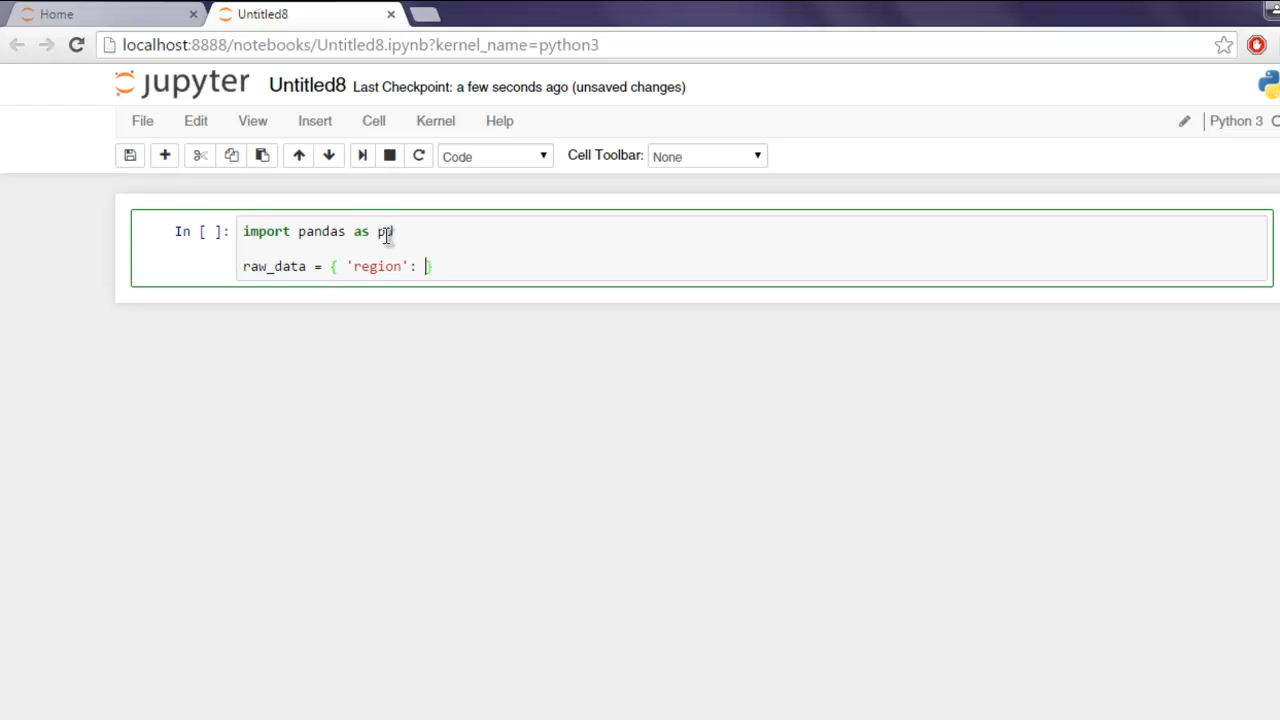 Home
Untitled8
localhost:8888/notebooks/Untitled8.ipynb?kernel_name=python3
jupyter Untitled8 Last Checkpoint: a few seconds ago (unsaved changes)
File Edit View Insert Cell Kernel Help Python 3
Code Cell Toolbar: None
In [ ]: import pandas as pd
raw_data = { 'region': }